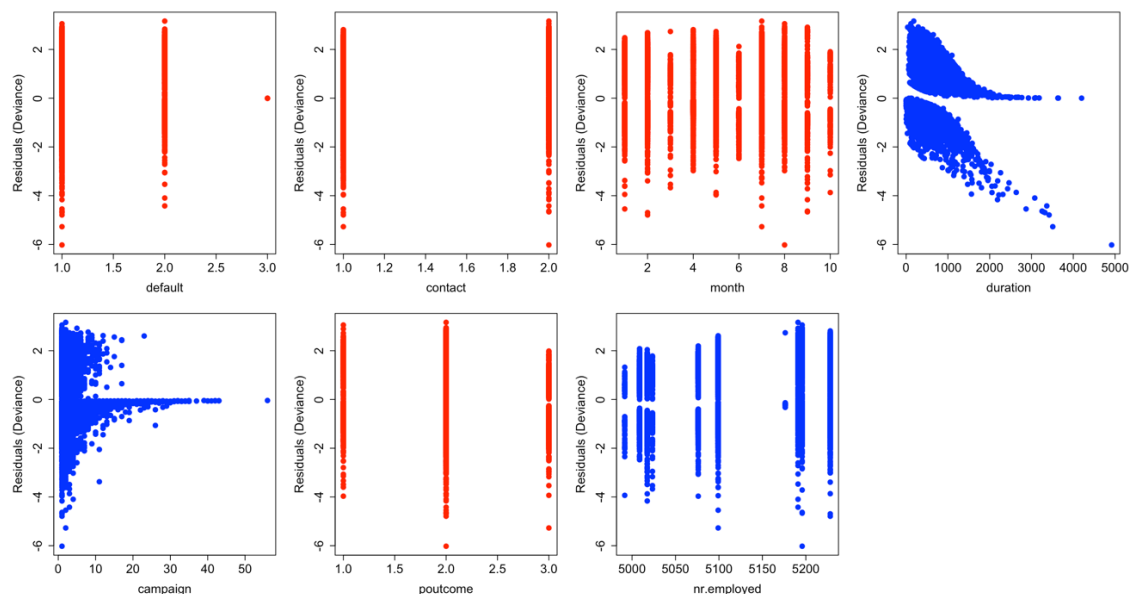 Residuals (Deviance)
2
0
-2
-4
-6
1.0 1.5 2.0 2.5 3.0
default
Residuals (Deviance)
2
0
-2
-4
-6
1.0 1.2 1.4 1.6 1.8 2.0
contact
Residuals (Deviance)
2
0
-2
-4
-6
2 4 6 8 10
month
Residuals (Deviance)
2
0
-2
-4
-6
0 1000 2000 3000 4000 5000
duration
Residuals (Deviance)
2
0
-2
-4
-6
0 10 20 30 40 50
campaign
Residuals (Deviance)
2
0
-2
-4
-6
1.0 1.5 2.0 2.5 3.0
poutcome
Residuals (Deviance)
2
0
-2
-4
-6
5000 5050 5100 5150 5200
nr.employed